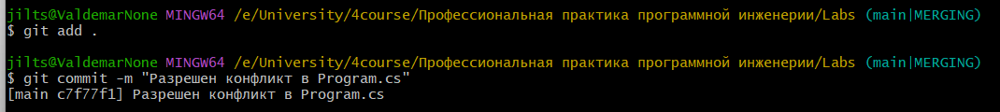 jilts@ValdemarNone MINGW64 /e/University/4course/Профессиональная практика программной инженерии/Labs (main|MERGING)
$ git add .
jilts@ValdemarNone MINGW64 /e/University/4course/Профессиональная практика программной инженерии/Labs (main|MERGING)
$ git commit -m "Разрешен конфликт в Program.cs"
[main c7f77f1] Разрешен конфликт в Program.cs